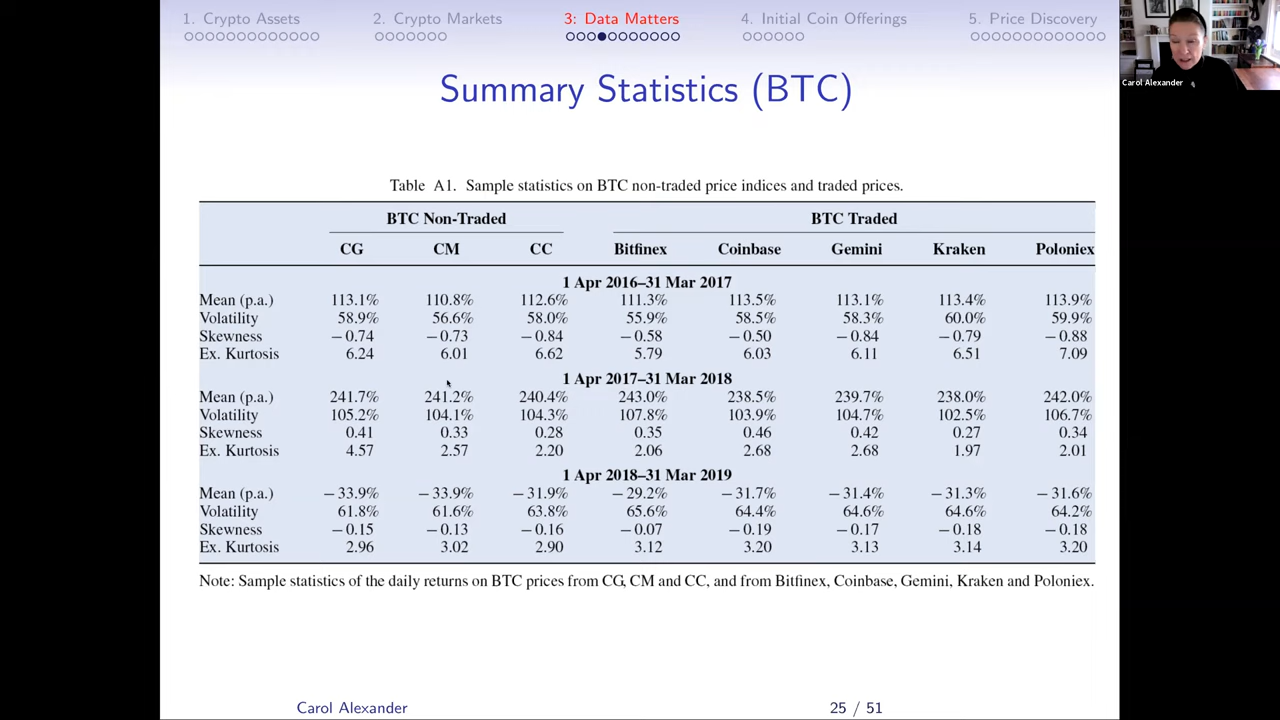 1. Crypto Assets 2. Crypto Markets 3: Data Matters 4. Initial Coin Offerings 5. Price Discovery
Carol Alexander
Summary Statistics (BTC)
Table A1. Sample statistics on BTC non-traded price indices and traded prices.
BTC Non-Traded BTC Traded
CG CM CC Bitfinex Coinbase Gemini Kraken Poloniex
1 Apr 2016–31 Mar 2017
Mean (p.a.) 113.1% 110.8% 112.6% 111.3% 113.5% 113.1% 113.4% 113.9%
Volatility 58.9% 56.6% 58.0% 55.9% 58.5% 58.3% 60.0% 59.9%
Skewness −0.74 −0.73 −0.84 −0.58 −0.50 −0.84 −0.79 −0.88
Ex. Kurtosis 6.24 6.01 6.62 5.79 6.03 6.11 6.51 7.09
1 Apr 2017–31 Mar 2018
Mean (p.a.) 241.7% 241.2% 240.4% 243.0% 238.5% 239.7% 238.0% 242.0%
Volatility 105.2% 104.1% 104.3% 107.8% 103.9% 104.7% 102.5% 106.7%
Skewness 0.41 0.33 0.28 0.35 0.46 0.42 0.27 0.34
Ex. Kurtosis 4.57 2.57 2.20 2.06 2.68 2.68 1.97 2.01
1 Apr 2018–31 Mar 2019
Mean (p.a.) −33.9% −33.9% −31.9% −29.2% −31.7% −31.4% −31.3% −31.6%
Volatility 61.8% 61.6% 63.8% 65.6% 64.4% 64.6% 64.6% 64.2%
Skewness −0.15 −0.13 −0.16 −0.07 −0.19 −0.17 −0.18 −0.18
Ex. Kurtosis 2.96 3.02 2.90 3.12 3.20 3.13 3.14 3.20
Note: Sample statistics of the daily returns on BTC prices from CG, CM and CC, and from Bitfinex, Coinbase, Gemini, Kraken and Poloniex.
Carol Alexander 25 / 51